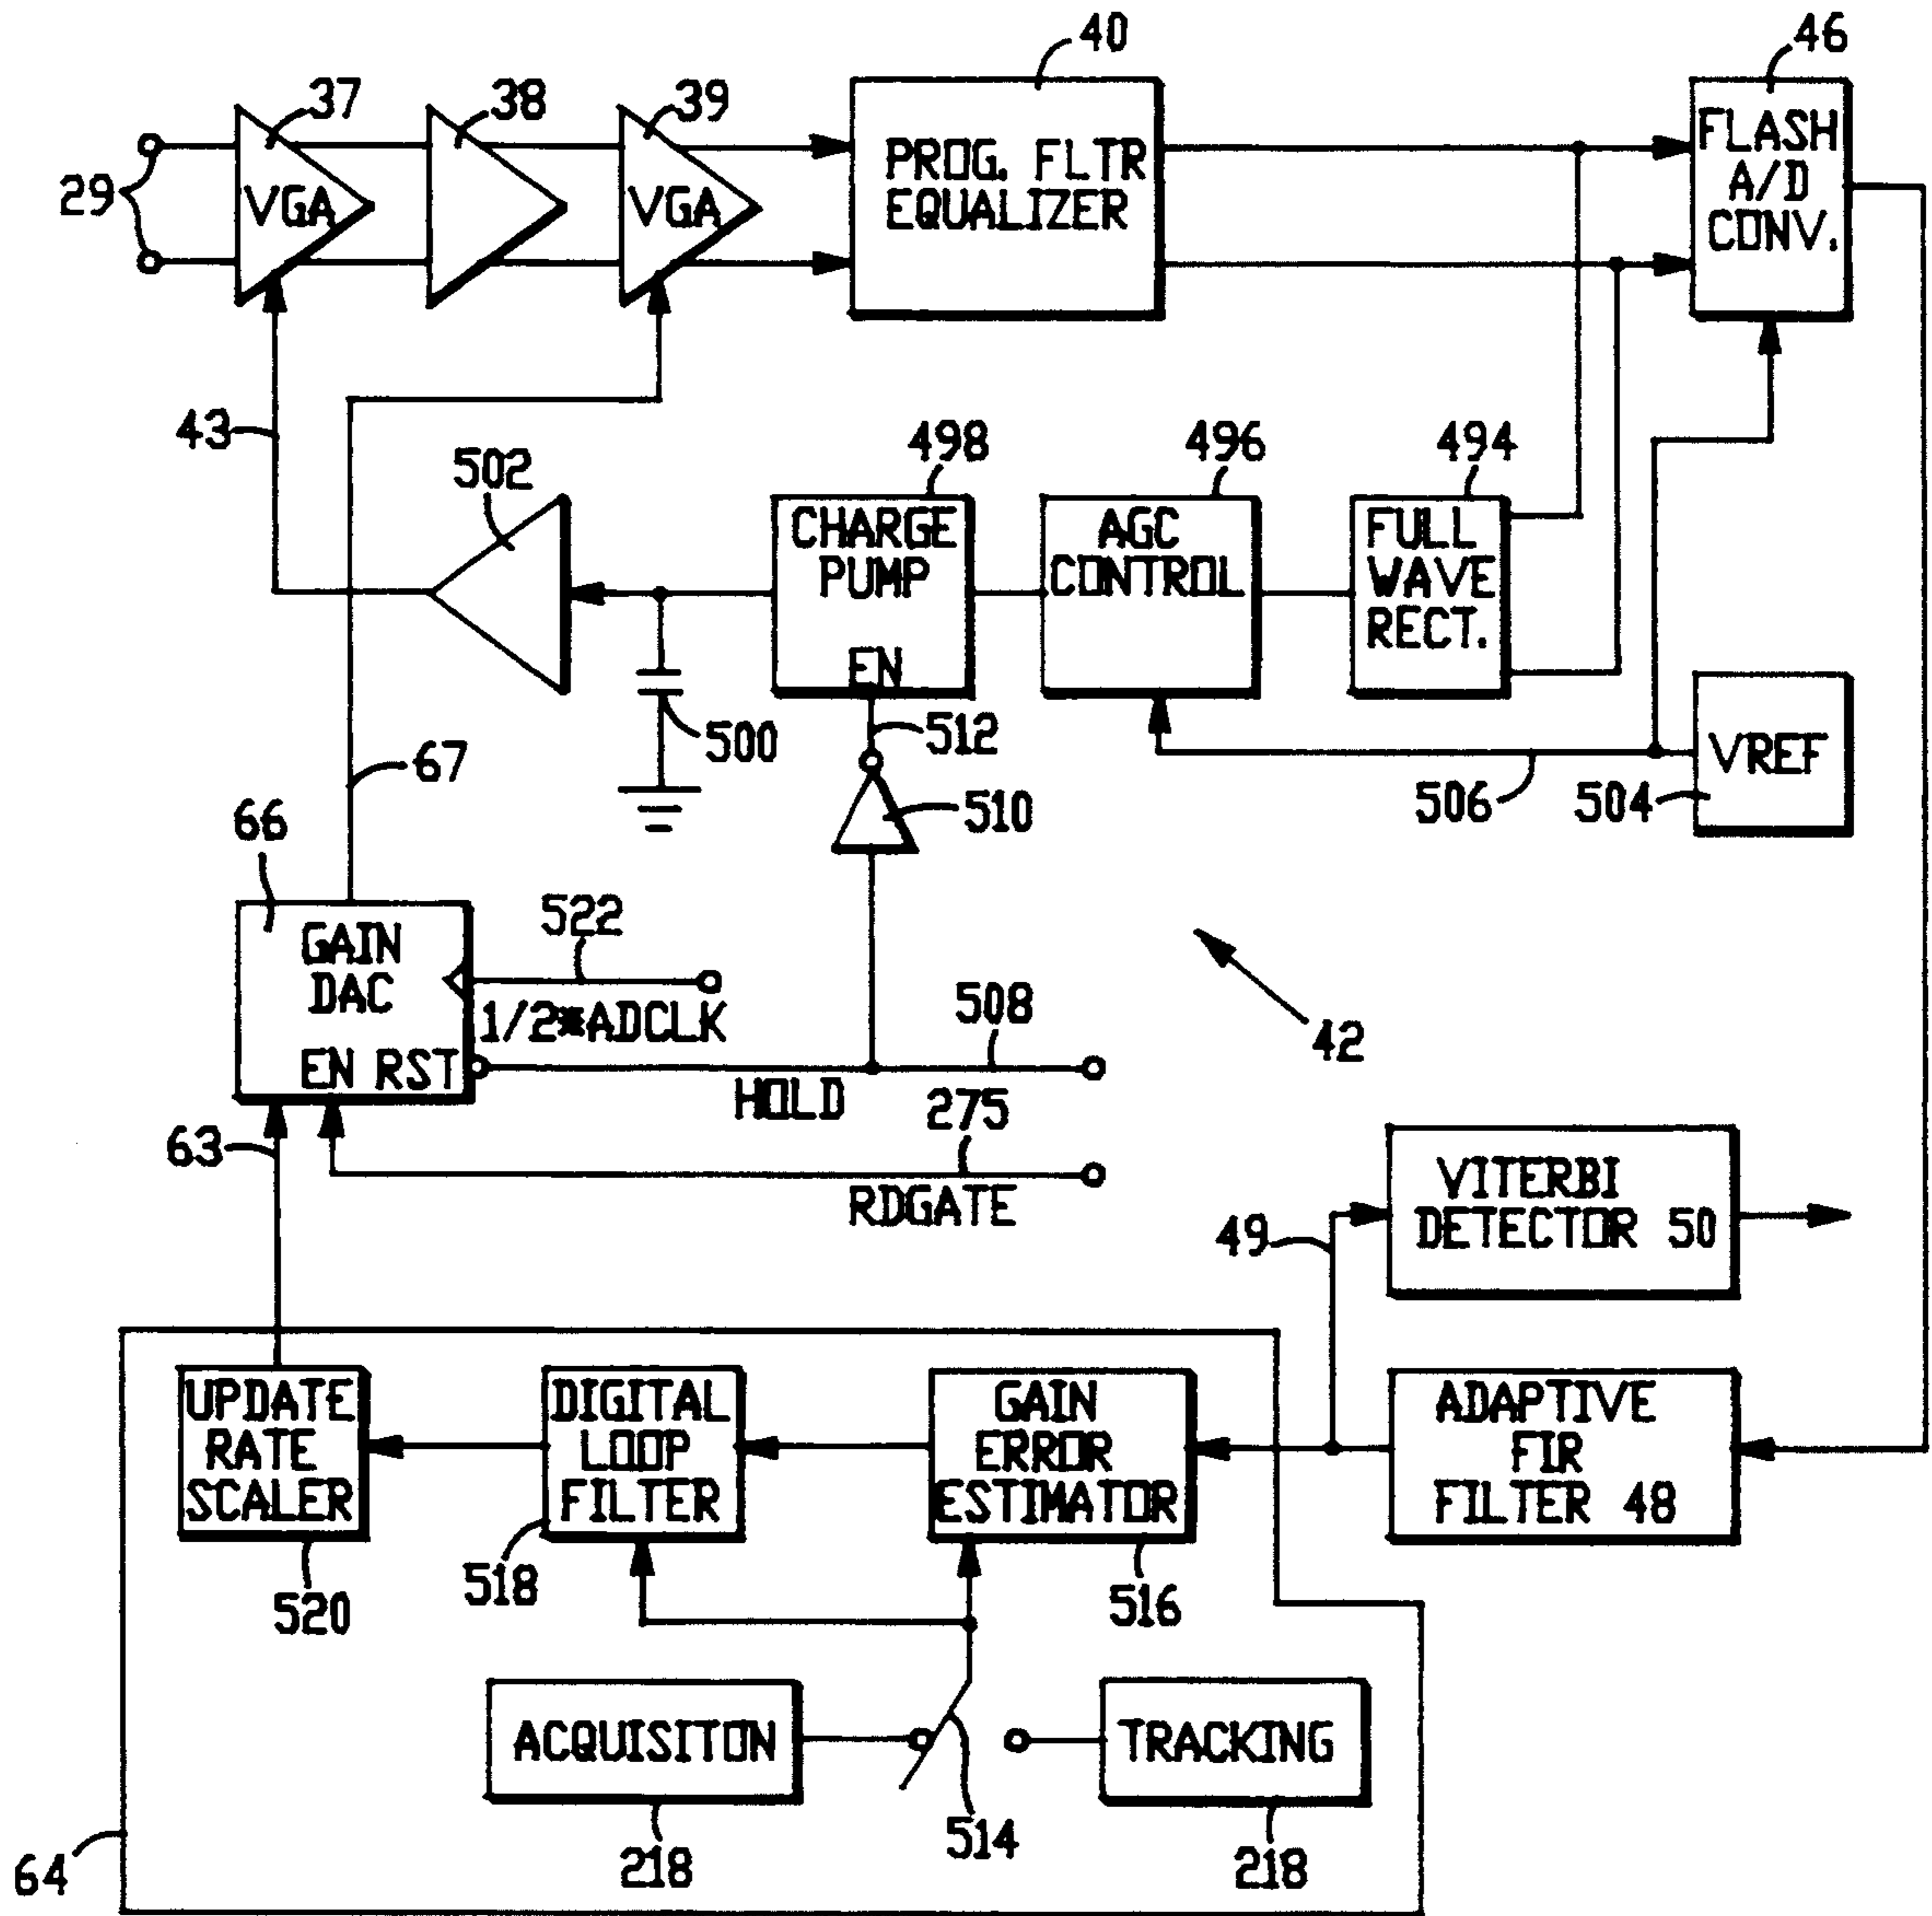 40
46
37
38
39
29
VGA
VGA
PROG. FLTR
EQUALIZER
FLASH
A/D
CONV.
43
502
498
496
494
CHARGE
PUMP
EN
AGC
CONTROL
FULL
WAVE
RECT.
500
512
67
510
506
504
VREF
66
GAIN
DAC
EN RST
522
1/2*ADCLK
508
HOLD
42
275
RDGATE
63
49
VITERBI
DETECTOR 50
UPDATE
RATE
SCALER
DIGITAL
LOOP
FILTER
GAIN
ERROR
ESTIMATOR
ADAPTIVE
FIR
FILTER 48
520
518
516
ACQUISITON
TRACKING
514
218
218
64